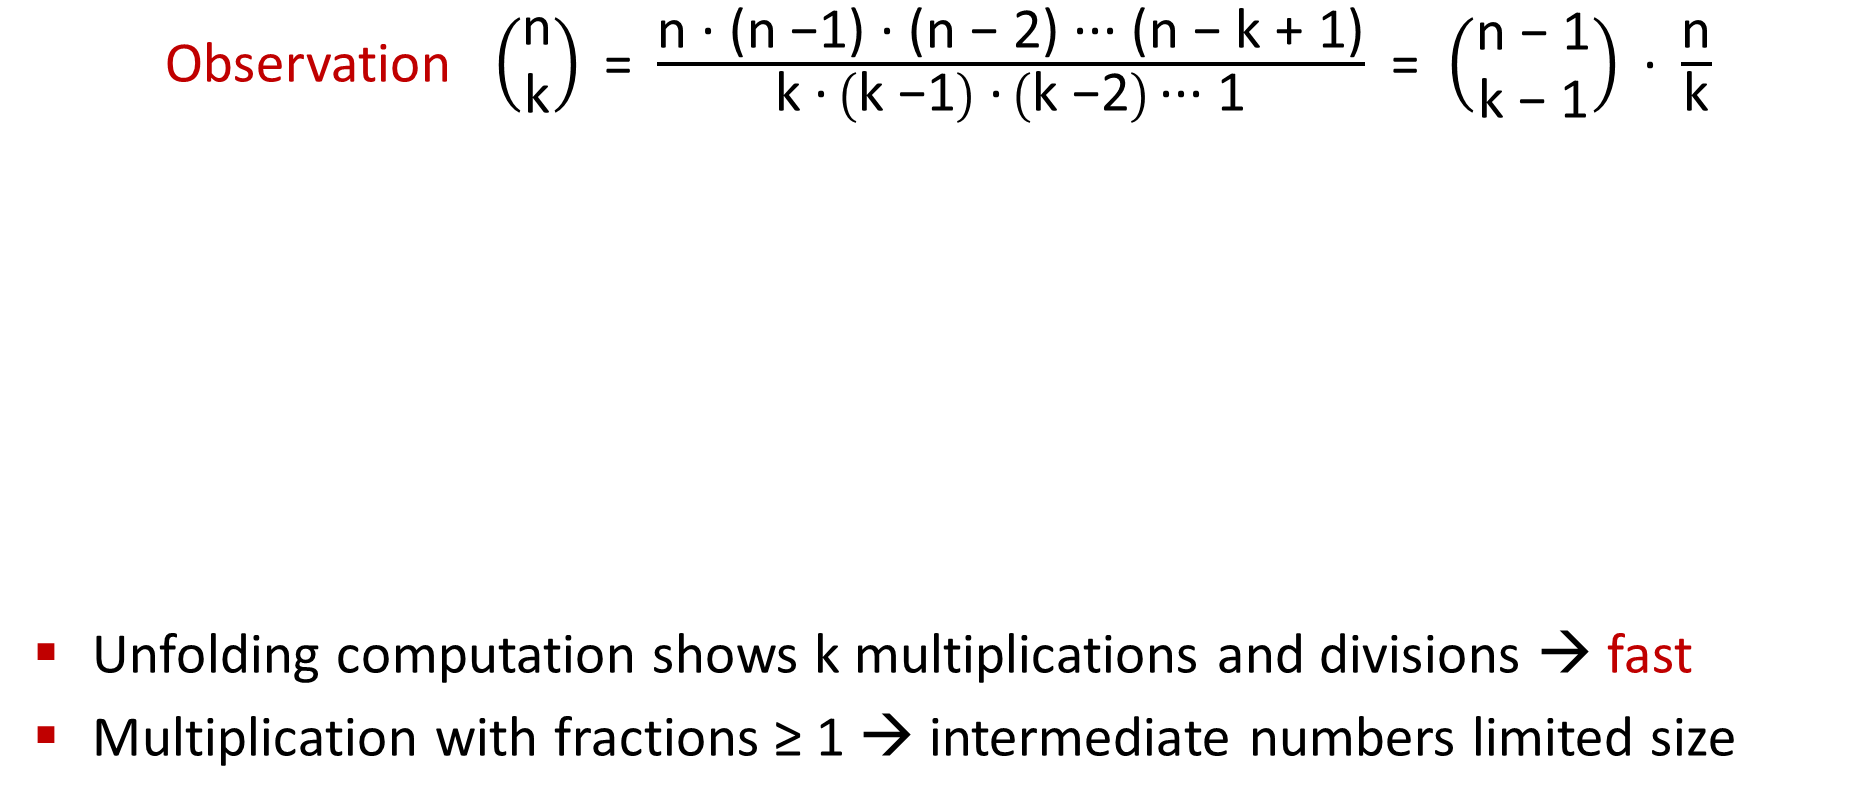 Observation (n k) = n · (n –1) · (n – 2) ⋯ (n – k + 1) / k · (k –1) · (k –2) ⋯ 1 = (n – 1 k – 1) · n / k
▪ Unfolding computation shows k multiplications and divisions → fast
▪ Multiplication with fractions ≥ 1 → intermediate numbers limited size